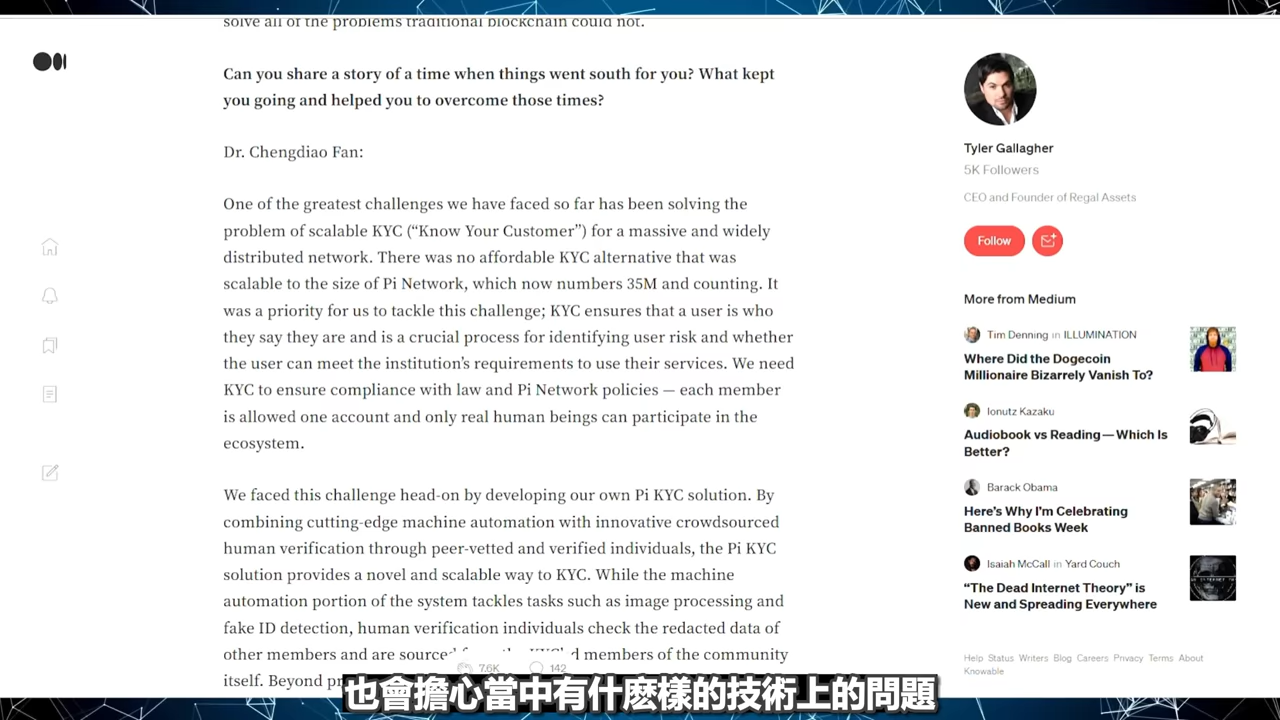 solve all of the problems traditional blockchain could not.
Can you share a story of a time when things went south for you? What kept
you going and helped you to overcome those times?
Dr. Chengdiao Fan:
One of the greatest challenges we have faced so far has been solving the
problem of scalable KYC (“Know Your Customer”) for a massive and widely
distributed network. There was no affordable KYC alternative that was
scalable to the size of Pi Network, which now numbers 35M and counting. It
was a priority for us to tackle this challenge; KYC ensures that a user is who
they say they are and is a crucial process for identifying user risk and whether
the user can meet the institution’s requirements to use their services. We need
KYC to ensure compliance with law and Pi Network policies — each member
is allowed one account and only real human beings can participate in the
ecosystem.
We faced this challenge head-on by developing our own Pi KYC solution. By
combining cutting-edge machine automation with innovative crowdsourced
human verification through peer-vetted and verified individuals, the Pi KYC
solution provides a novel and scalable way to KYC. While the machine
automation portion of the system tackles tasks such as image processing and
fake ID detection, human verification individuals check the redacted data of
other members and are sourced members of the community
itself. Beyond
7.6K 142
Tyler Gallagher
5K Followers
CEO and Founder of Regal Assets
Follow
More from Medium
Tim Denning in ILLUMINATION
Where Did the Dogecoin
Millionaire Bizarrely Vanish To?
Ionutz Kazaku
Audiobook vs Reading — Which Is
Better?
Barack Obama
Here’s Why I’m Celebrating
Banned Books Week
Isaiah McCall in Yard Couch
“The Dead Internet Theory” is
New and Spreading Everywhere
Help Status Writers Blog Careers Privacy Terms About
Knowable
也會擔心當中有什麼樣的技術上的問題